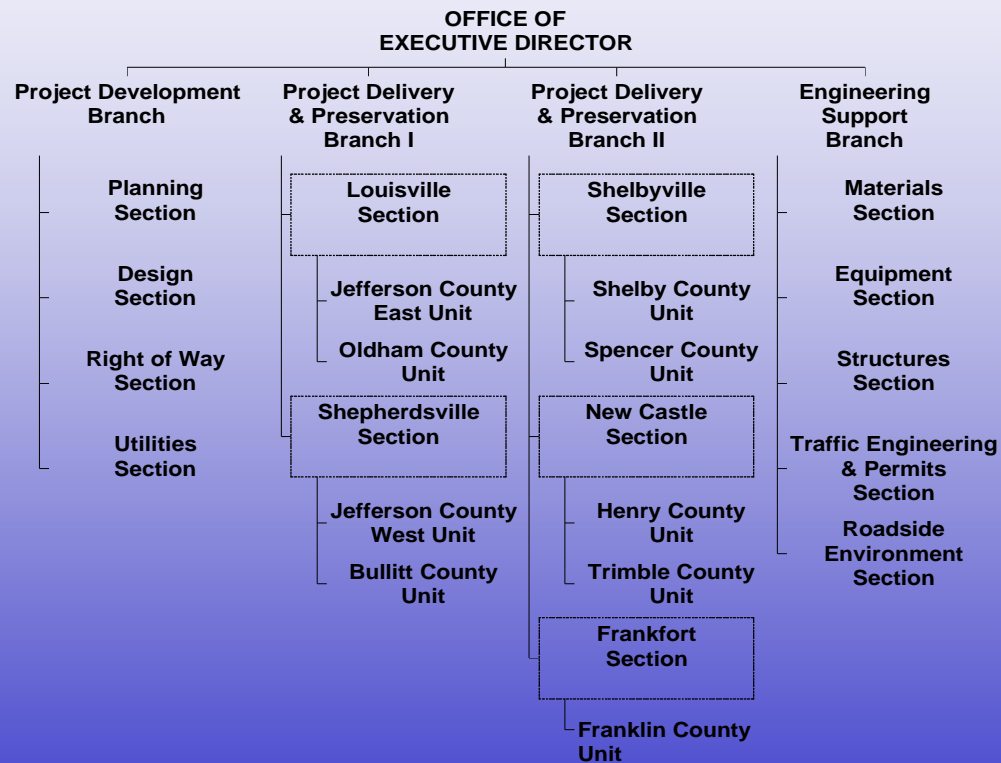 OFFICE OF
EXECUTIVE DIRECTOR
Project Development
Branch
Planning
Section
Design
Section
Right of Way
Section
Utilities
Section
Project Delivery
& Preservation
Branch I
Louisville
Section
Jefferson County
East Unit
Oldham County
Unit
Shepherdsville
Section
Jefferson County
West Unit
Bullitt County
Unit
Project Delivery
& Preservation
Branch II
Shelbyville
Section
Shelby County
Unit
Spencer County
Unit
New Castle
Section
Henry County
Unit
Trimble County
Unit
Frankfort
Section
Franklin County
Unit
Engineering
Support
Branch
Materials
Section
Equipment
Section
Structures
Section
Traffic Engineering
& Permits
Section
Roadside
Environment
Section